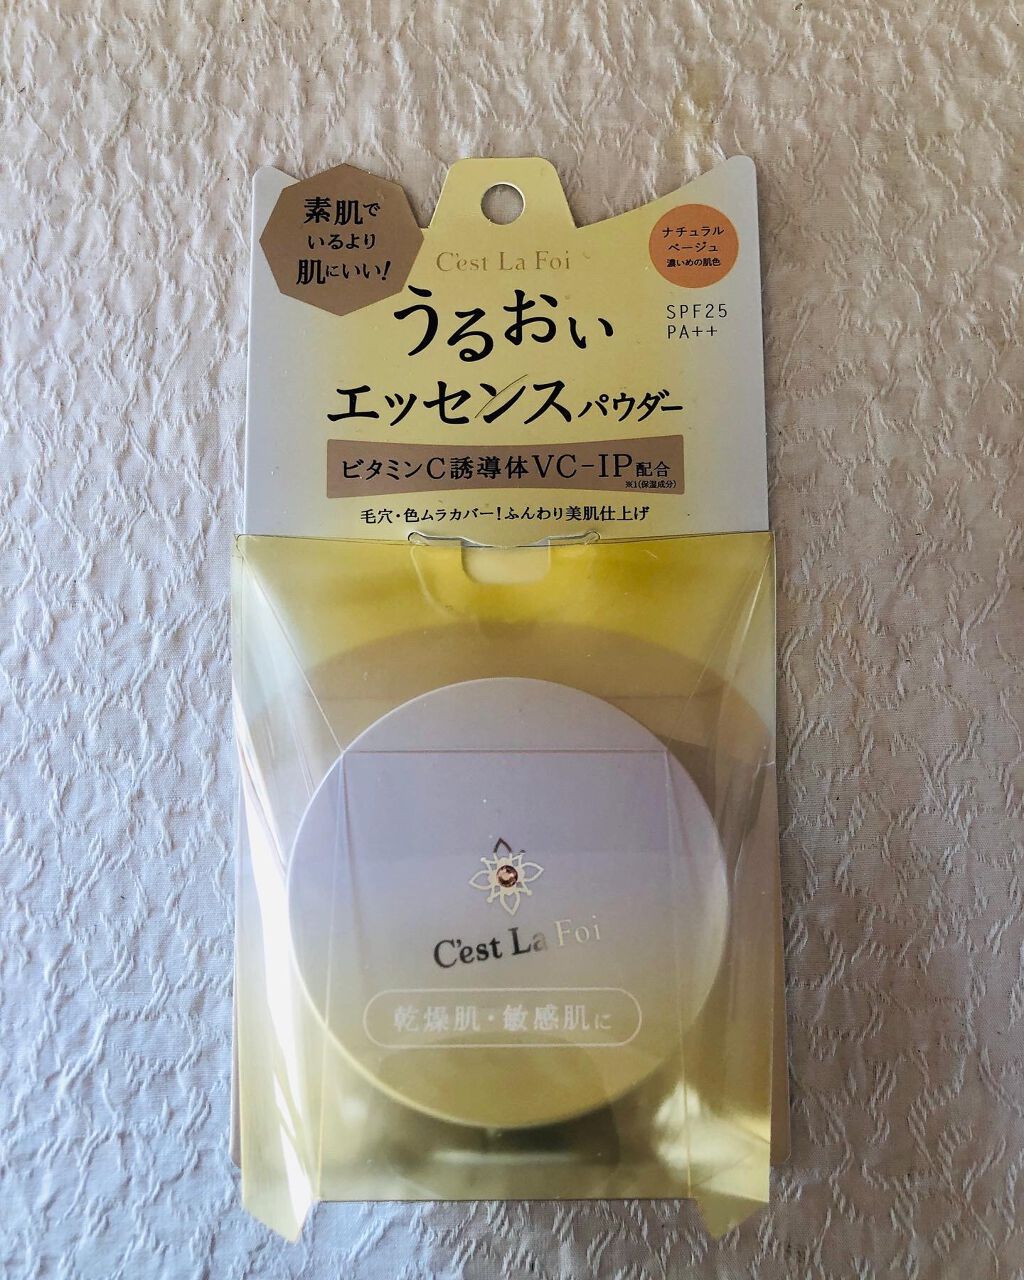 素肌で
いるより
肌にいい!
C'est La Foi
ナチュラル
ベージュ
濃いめの肌色
うるおい
SPF25
PA++
エッセンスパウダー
ビタミンC誘導体VC-IP配合
※1(保湿成分)
毛穴・色ムラカバー!ふんわり美肌仕上げ
C'est La Foi
乾燥肌・敏感肌に